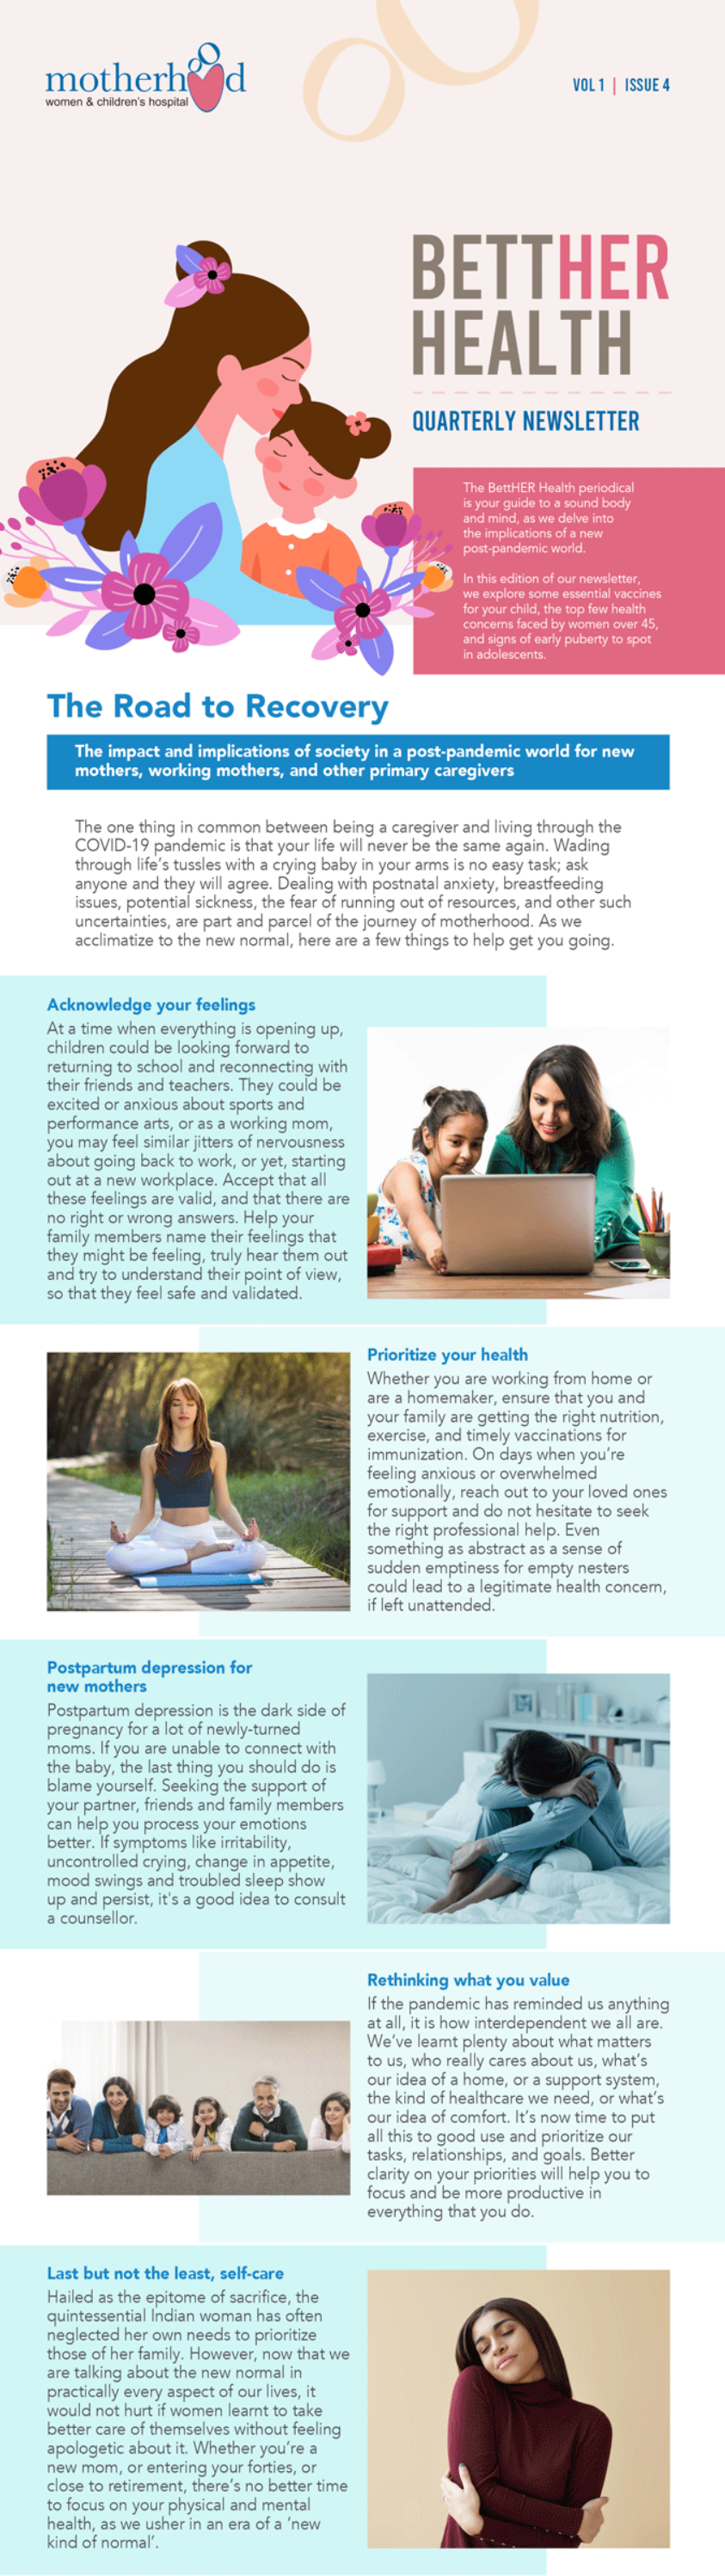 motherhood
women & children's hospital
VOL 1 | ISSUE 4
BETTHER
HEALTH
QUARTERLY NEWSLETTER
The BettHER Health periodical
is your guide to a sound body
and mind, as we delve into
the implications of a new
post-pandemic world.
In this edition of our newsletter,
we explore some essential vaccines
for your child, the top few health
concerns faced by women over 45,
and signs of early puberty to spot
in adolescents.
The Road to Recovery
The impact and implications of society in a post-pandemic world for new
mothers, working mothers, and other primary caregivers
The one thing in common between being a caregiver and living through the
COVID-19 pandemic is that your life will never be the same again. Wading
through life's tussles with a crying baby in your arms is no easy task; ask
anyone and they will agree. Dealing with postnatal anxiety, breastfeeding
issues, potential sickness, the fear of running out of resources, and other such
uncertainties, are part and parcel of the journey of motherhood. As we
acclimatize to the new normal, here are a few things to help get you going.
Acknowledge your feelings
At a time when everything is opening up,
children could be looking forward to
returning to school and reconnecting with
their friends and teachers. They could be
excited or anxious about sports and
performance arts, or as a working mom,
you may feel similar jitters of nervousness
about going back to work, or yet, starting
out at a new workplace. Accept that all
these feelings are valid, and that there are
no right or wrong answers. Help your
family members name their feelings that
they might be feeling, truly hear them out
and try to understand their point of view,
so that they feel safe and validated.
Prioritize your health
Whether you are working from home or
are a homemaker, ensure that you and
your family are getting the right nutrition,
exercise, and timely vaccinations for
immunization. On days when you're
feeling anxious or overwhelmed
emotionally, reach out to your loved ones
for support and do not hesitate to seek
the right professional help. Even
something as abstract as a sense of
sudden emptiness for empty nesters
could lead to a legitimate health concern,
if left unattended.
Postpartum depression for
new mothers
Postpartum depression is the dark side of
pregnancy for a lot of newly-turned
moms. If you are unable to connect with
the baby, the last thing you should do is
blame yourself. Seeking the support of
your partner, friends and family members
can help you process your emotions
better. If symptoms like irritability,
uncontrolled crying, change in appetite,
mood swings and troubled sleep show
up and persist, it's a good idea to consult
a counsellor.
Rethinking what you value
If the pandemic has reminded us anything
at all, it is how interdependent we all are.
We've learnt plenty about what matters
to us, who really cares about us, what's
our idea of a home, or a support system,
the kind of healthcare we need, or what's
our idea of comfort. It's now time to put
all this to good use and prioritize our
tasks, relationships, and goals. Better
clarity on your priorities will help you to
focus and be more productive in
everything that you do.
Last but not the least, self-care
Hailed as the epitome of sacrifice, the
quintessential Indian woman has often
neglected her own needs to prioritize
those of her family. However, now that we
are talking about the new normal in
practically every aspect of our lives, it
would not hurt if women learnt to take
better care of themselves without feeling
apologetic about it. Whether you're a
new mom, or entering your forties, or
close to retirement, there's no better time
to focus on your physical and mental
health, as we usher in an era of a 'new
kind of normal'.